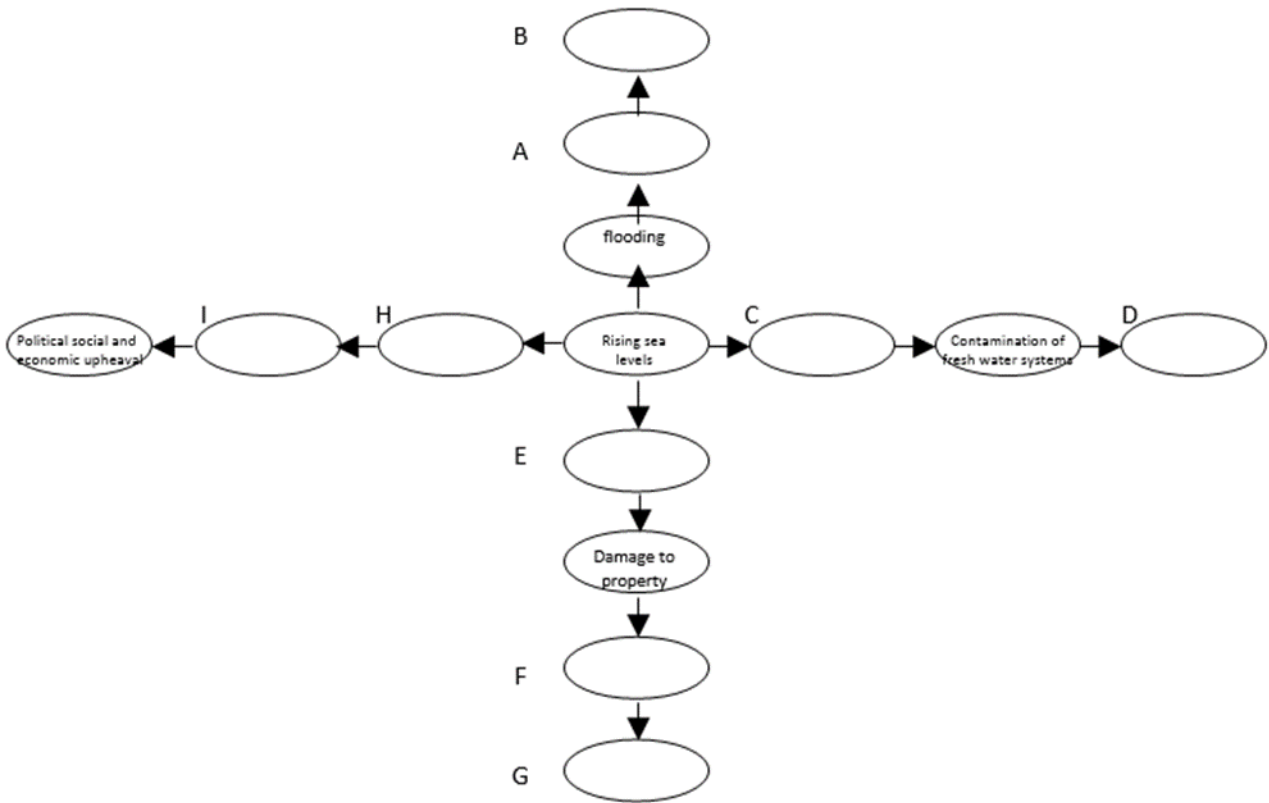 B
A
flooding
I
H
C
D
Political social and
economic upheaval
Rising sea
levels
Contamination of
fresh water systems
E
Damage to
property
F
G